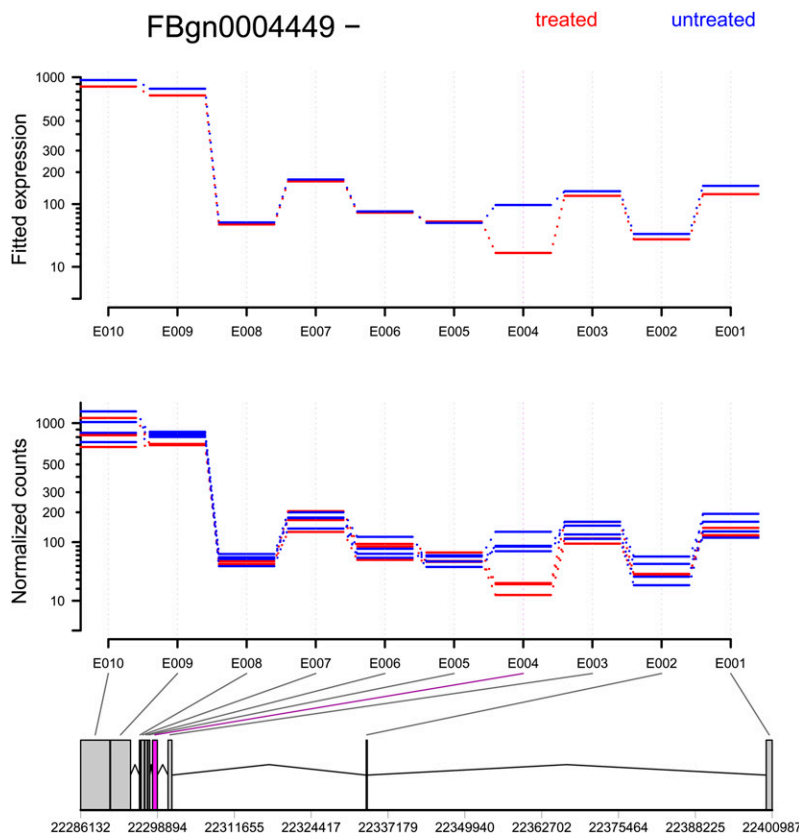 FBgn0004449 − treated untreated
Fitted expression
1000
500
300
200
100
10
E010 E009 E008 E007 E006 E005 E004 E003 E002 E001
Normalized counts
1000
500
300
200
100
10
E010 E009 E008 E007 E006 E005 E004 E003 E002 E001
22286132 22298894 22311655 22324417 22337179 22349940 22362702 22375464 22388225 22400987